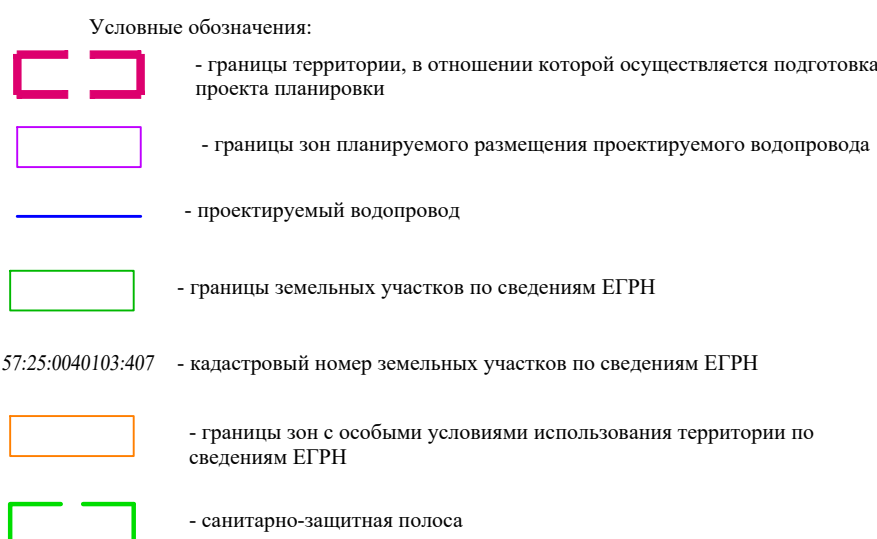 Условные обозначения:
- границы территории, в отношении которой осуществляется подготовка
проекта планировки
- границы зон планируемого размещения проектируемого водопровода
- проектируемый водопровод
- границы земельных участков по сведениям ЕГРН
57:25:0040103:407 - кадастровый номер земельных участков по сведениям ЕГРН
- границы зон с особыми условиями использования территории по
сведениям ЕГРН
- санитарно-защитная полоса